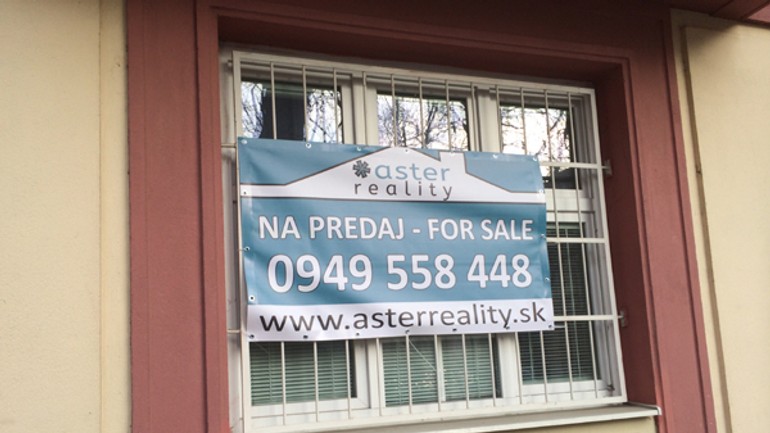 aster
reality
NA PREDAJ - FOR SALE
0949 558 448
www.asterreality.sk